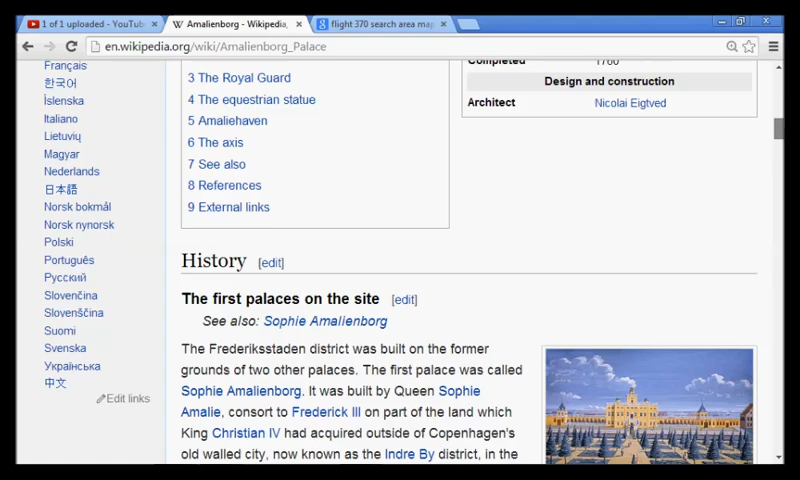 1 of 1 uploaded - YouTub
Amalienborg - Wikipedia,
flight 370 search area map
en.wikipedia.org/wiki/Amalienborg_Palace
Français
한국어
Íslenska
Italiano
Lietuvių
Magyar
Nederlands
日本語
Norsk bokmål
Norsk nynorsk
Polski
Português
Русский
Slovenčina
Slovenščina
Suomi
Svenska
Українська
中文
Edit links
3 The Royal Guard
4 The equestrian statue
5 Amaliehaven
6 The axis
7 See also
8 References
9 External links
Completed 1760
Design and construction
Architect Nicolai Eigtved
History [edit]
The first palaces on the site [edit]
See also: Sophie Amalienborg
The Frederiksstaden district was built on the former
grounds of two other palaces. The first palace was called
Sophie Amalienborg. It was built by Queen Sophie
Amalie, consort to Frederick III on part of the land which
King Christian IV had acquired outside of Copenhagen's
old walled city, now known as the Indre By district, in the